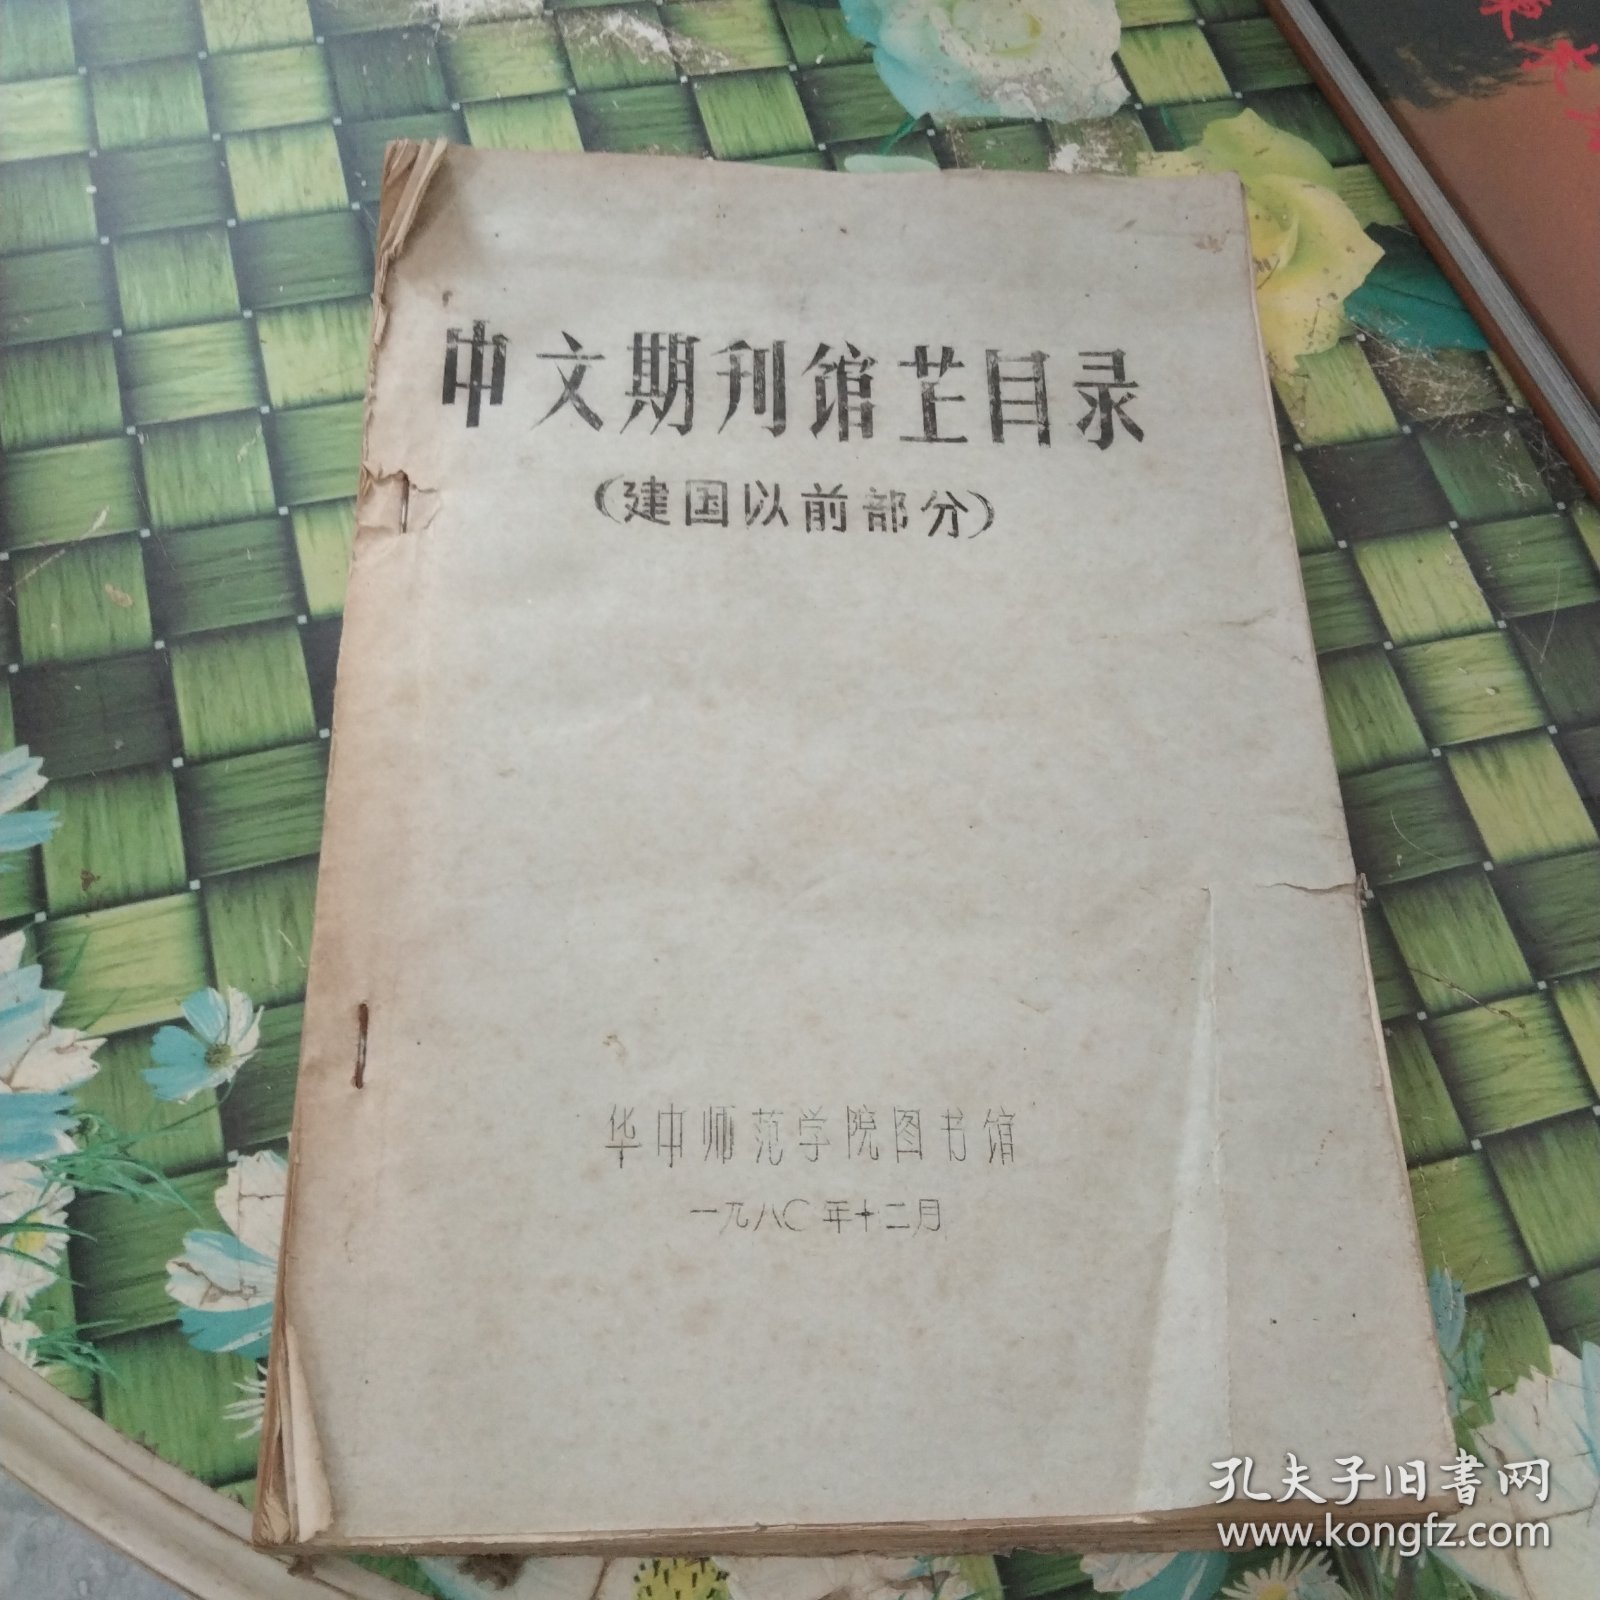 中文期刊馆芷目录
(建国以前部分)
华中师范学院图书馆
一九八〇年十二月
孔夫子旧书网
www.kongfz.com